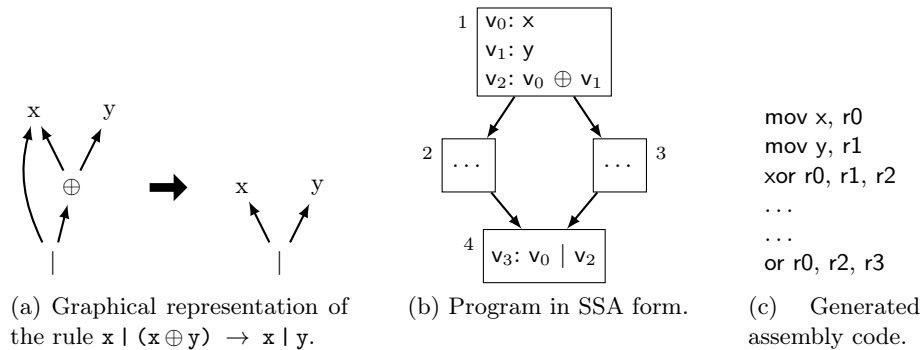 x
y
⊕
|
x
y
|
(a) Graphical representation of
the rule x | (x ⊕ y) → x | y.
1
v₀: x
v₁: y
v₂: v₀ ⊕ v₁
2
...
...
3
4
v₃: v₀ | v₂
(b) Program in SSA form.
mov x, r0
mov y, r1
xor r0, r1, r2
...
...
or r0, r2, r3
(c) Generated
assembly code.